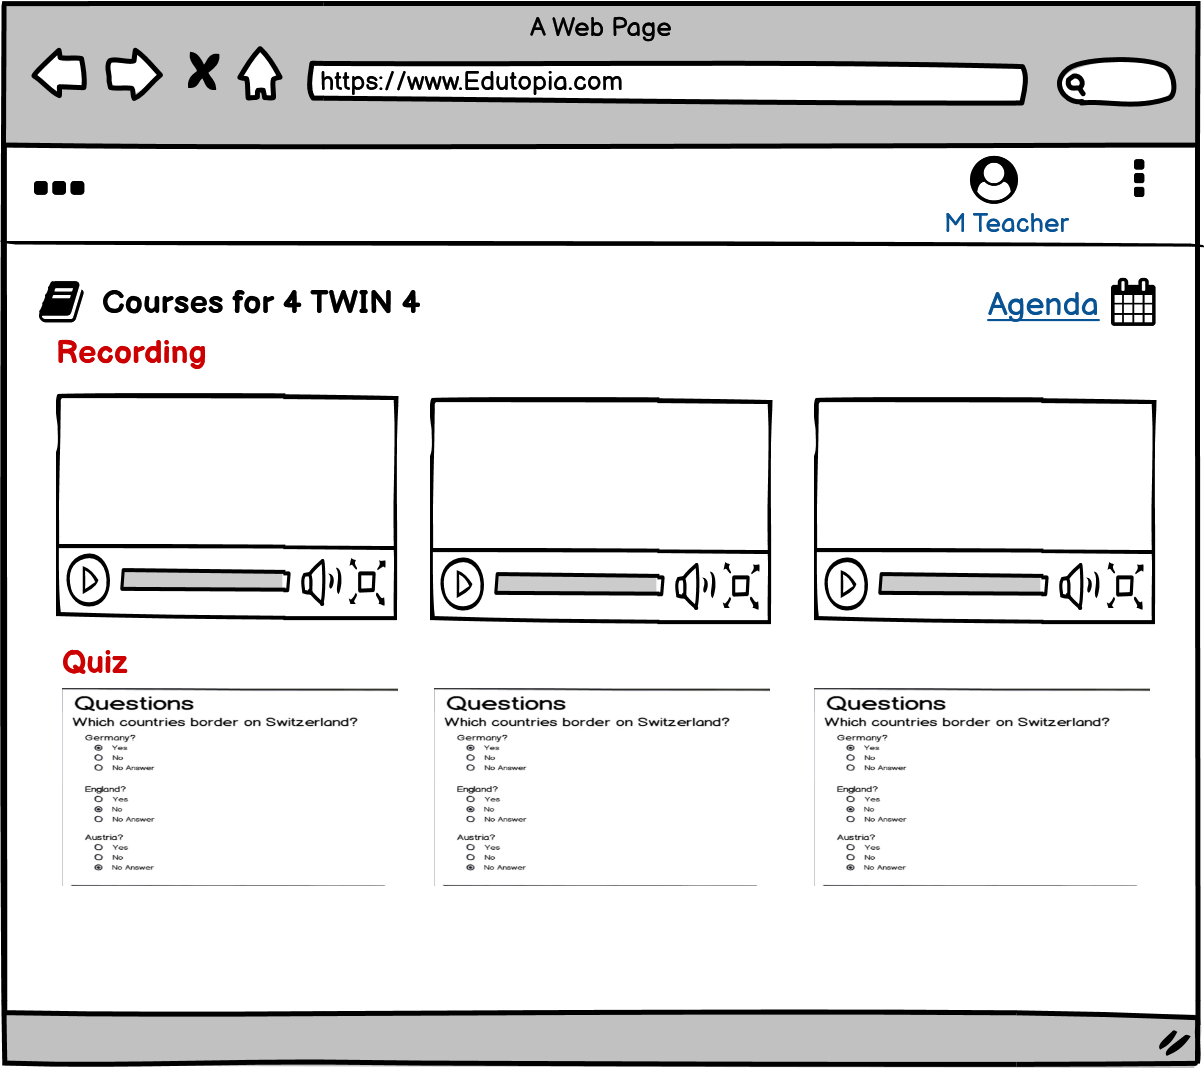 A Web Page
https://www.Edutopia.com
M Teacher
Courses for 4 TWIN 4
Agenda
Recording
Quiz
Questions
Which countries border on Switzerland?
Germany?
Yes
No
No Answer
England?
Yes
No
No Answer
Austria?
Yes
No
No Answer
Questions
Which countries border on Switzerland?
Germany?
Yes
No
No Answer
England?
Yes
No
No Answer
Austria?
Yes
No
No Answer
Questions
Which countries border on Switzerland?
Germany?
Yes
No
No Answer
England?
Yes
No
No Answer
Austria?
Yes
No
No Answer